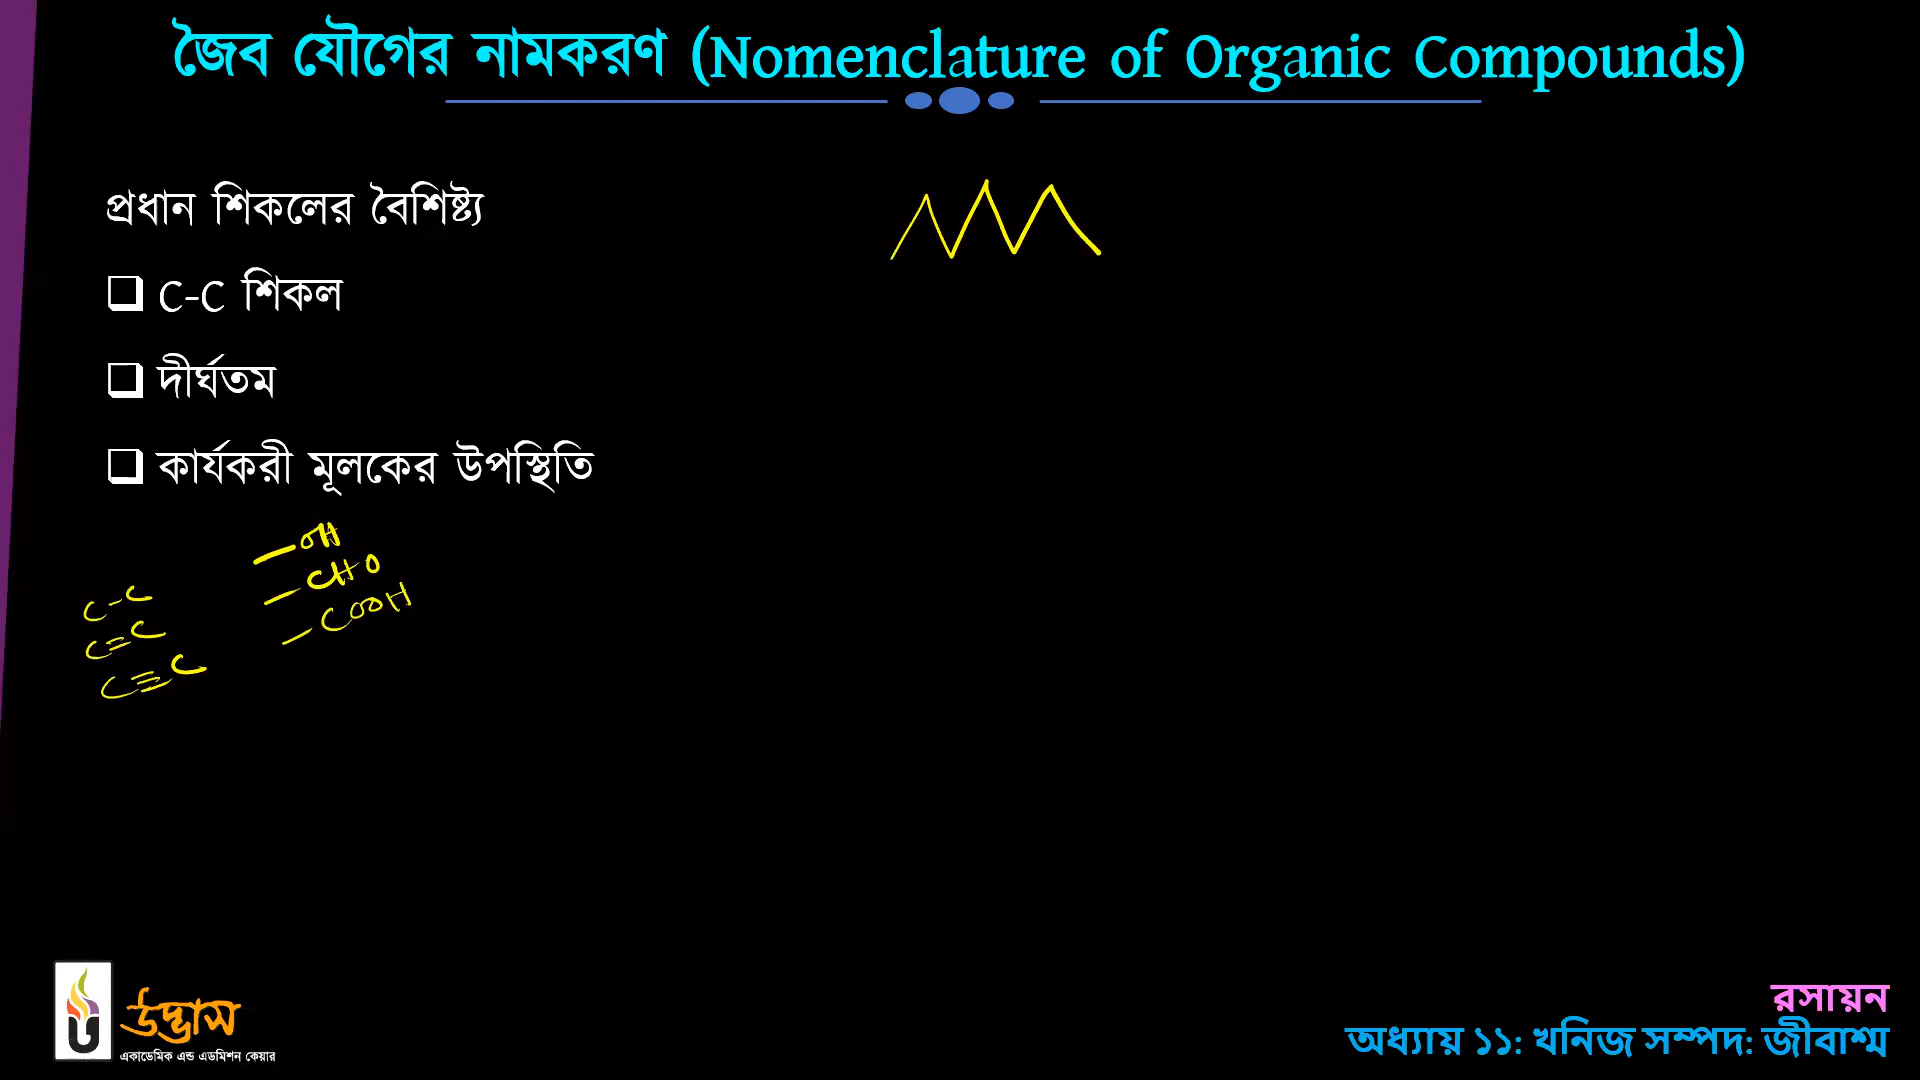 জৈব যৌগের নামকরণ (Nomenclature of Organic Compounds)
প্রধান শিকলের বৈশিষ্ট্য
❑ C-C শিকল
❑ দীর্ঘতম
❑ কার্যকরী মূলকের উপস্থিতি
–OH
–CHO
–COOH
C–C
C=C
C≡C
উদ্ভাস
একাডেমিক এন্ড এডমিশন কেয়ার
রসায়ন
অধ্যায় ১১: খনিজ সম্পদ: জীবাশ্ম